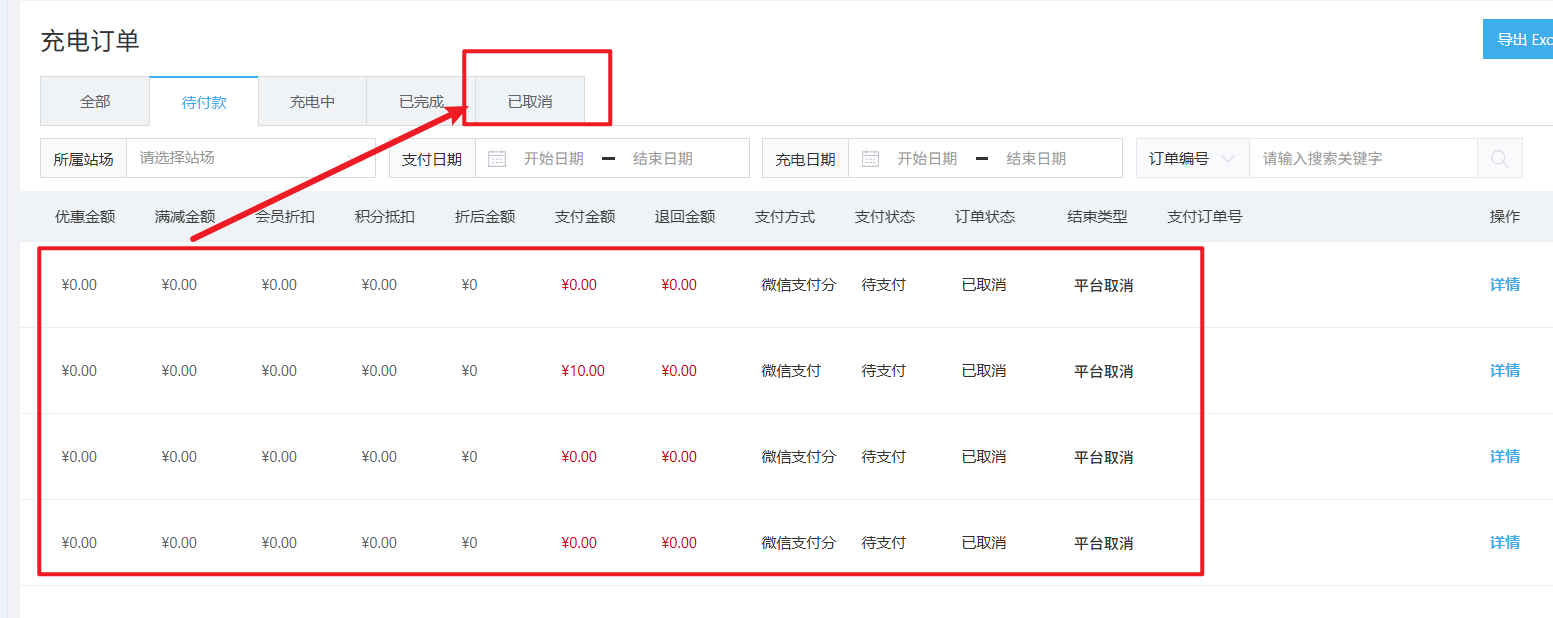 充电订单
导出 Exc
全部 待付款 充电中 已完成 已取消
所属站场 请选择站场 支付日期 开始日期 结束日期 充电日期 开始日期 结束日期 订单编号 请输入搜索关键字
优惠金额 满减金额 会员折扣 积分抵扣 折后金额 支付金额 退回金额 支付方式 支付状态 订单状态 结束类型 支付订单号 操作
¥0.00 ¥0.00 ¥0.00 ¥0.00 ¥0 ¥0.00 ¥0.00 微信支付分 待支付 已取消 平台取消 详情
¥0.00 ¥0.00 ¥0.00 ¥0.00 ¥0 ¥10.00 ¥0.00 微信支付 待支付 已取消 平台取消 详情
¥0.00 ¥0.00 ¥0.00 ¥0.00 ¥0 ¥0.00 ¥0.00 微信支付分 待支付 已取消 平台取消 详情
¥0.00 ¥0.00 ¥0.00 ¥0.00 ¥0 ¥0.00 ¥0.00 微信支付分 待支付 已取消 平台取消 详情